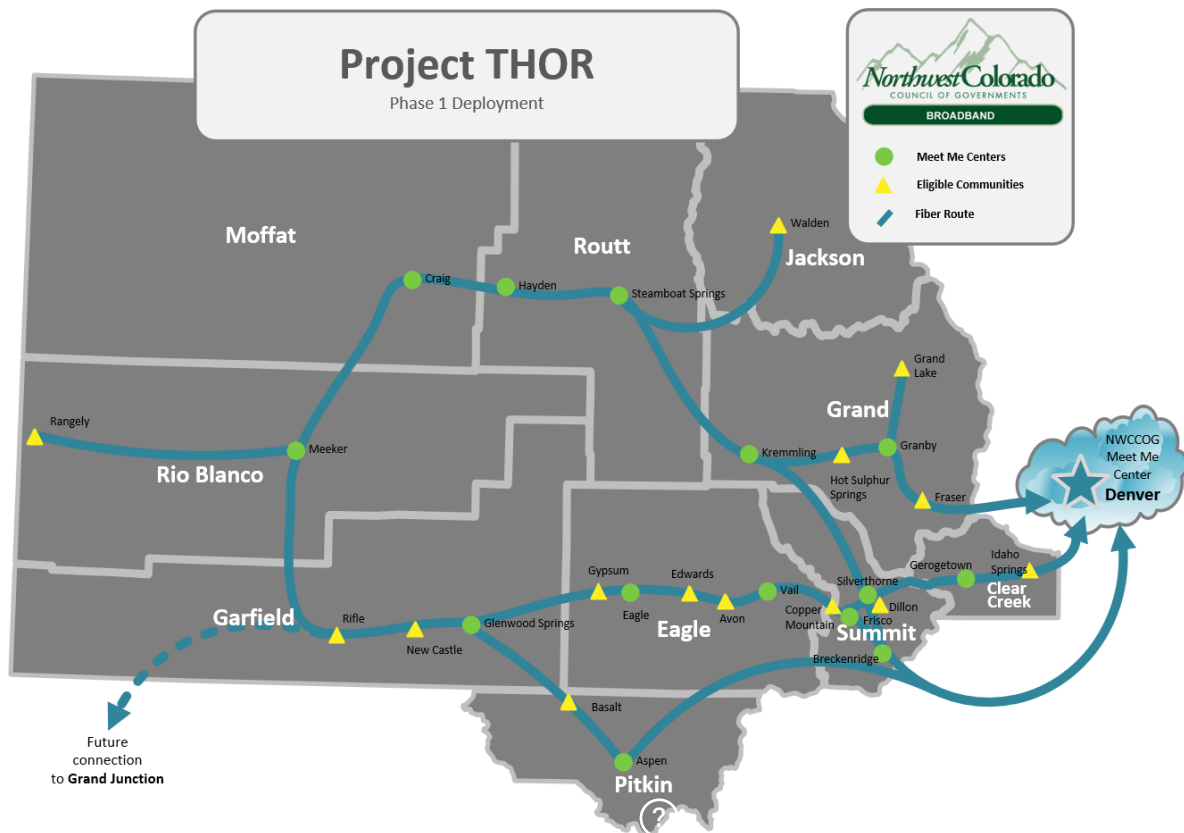 Project THOR
Phase 1 Deployment
NorthwestColorado
COUNCIL OF GOVERNMENTS
BROADBAND
Meet Me Centers
Eligible Communities
Fiber Route
Moffat
Routt
Walden
Jackson
Craig
Hayden
Steamboat Springs
Grand
Lake
Grand
Rangely
Meeker
Rio Blanco
Kremmling
Granby
Hot Sulphur
Springs
Fraser
NWCCOG
Meet Me
Center
Denver
Gypsum
Edwards
Vail
Silverthorne
Gerogetown
Idaho
Springs
Clear
Creek
Eagle
Avon
Copper
Mountain
Dillon
Frisco
Garfield
Rifle
Glenwood Springs
New Castle
Eagle
Summit
Breckenridge
Basalt
Future
connection
to Grand Junction
Aspen
Pitkin
?